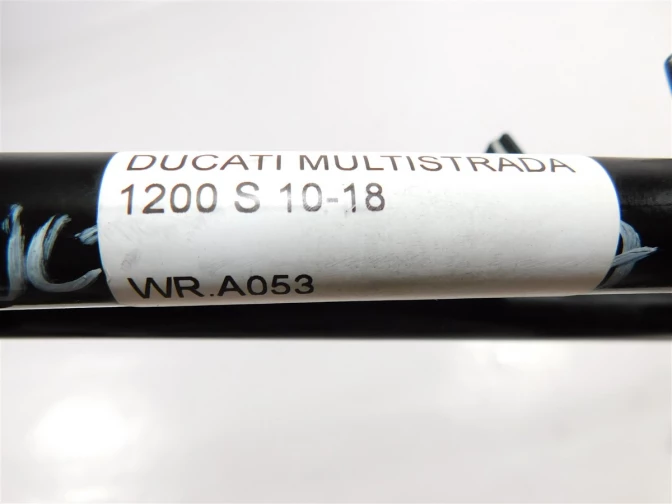 DUCATI MULTISTRADA
1200 S 10-18
WR.A053